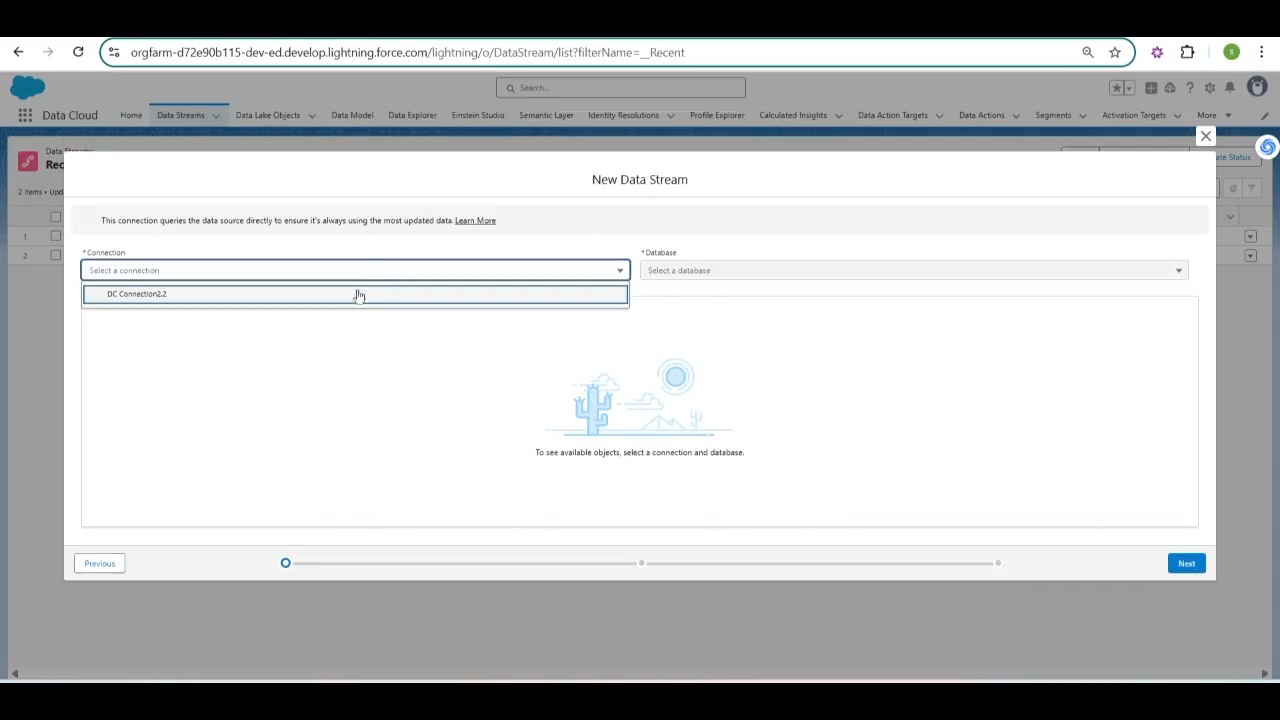 orgfarm-d72e90b115-dev-ed.develop.lightning.force.com/lightning/o/DataStream/list?filterName=__Recent
S
Search...
Data Cloud
Home
Data Streams
Data Lake Objects
Data Model
Data Explorer
Einstein Studio
Semantic Layer
Identity Resolutions
Profile Explorer
Calculated Insights
Data Action Targets
Data Actions
Segments
Activation Targets
More
Data Streams
Rec
ate Status
2 items • Upd
New Data Stream
This connection queries the data source directly to ensure it's always using the most updated data. Learn More
1
2
*Connection
*Database
Select a connection
Select a database
DC Connection2.2
To see available objects, select a connection and database.
Previous
Next